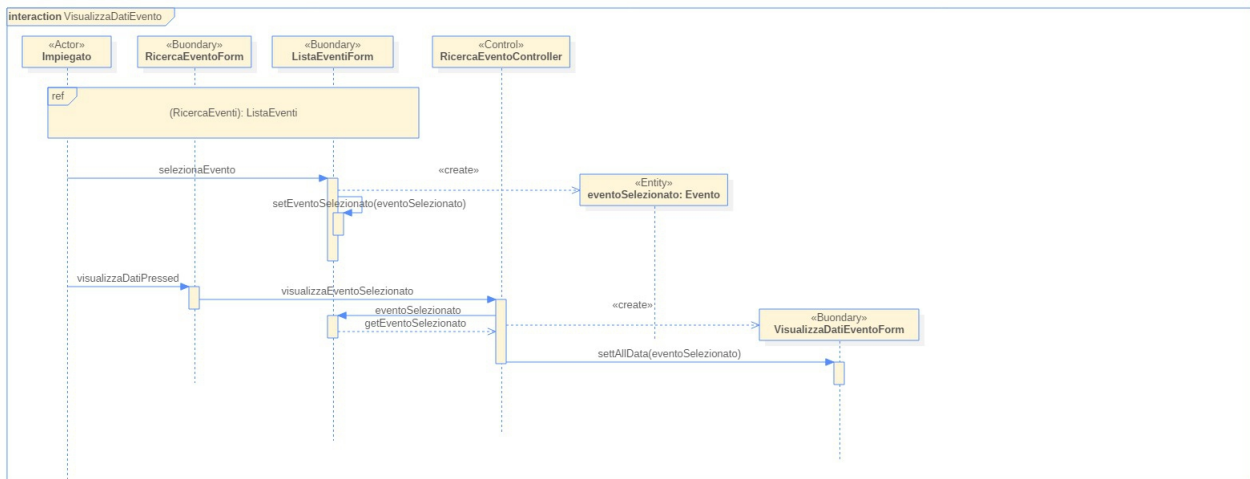 interaction VisualizzaDatiEvento
«Actor»
Impiegato
«Buondary»
RicercaEventoForm
«Buondary»
ListaEventiForm
«Control»
RicercaEventoController
ref
(RicercaEventi): ListaEventi
selezionaEvento
«create»
«Entity»
eventoSelezionato: Evento
setEventoSelezionato(eventoSelezionato)
visualizzaDatiPressed
visualizzaEventoSelezionato
«create»
eventoSelezionato
getEventoSelezionato
«Buondary»
VisualizzaDatiEventoForm
settAllData(eventoSelezionato)